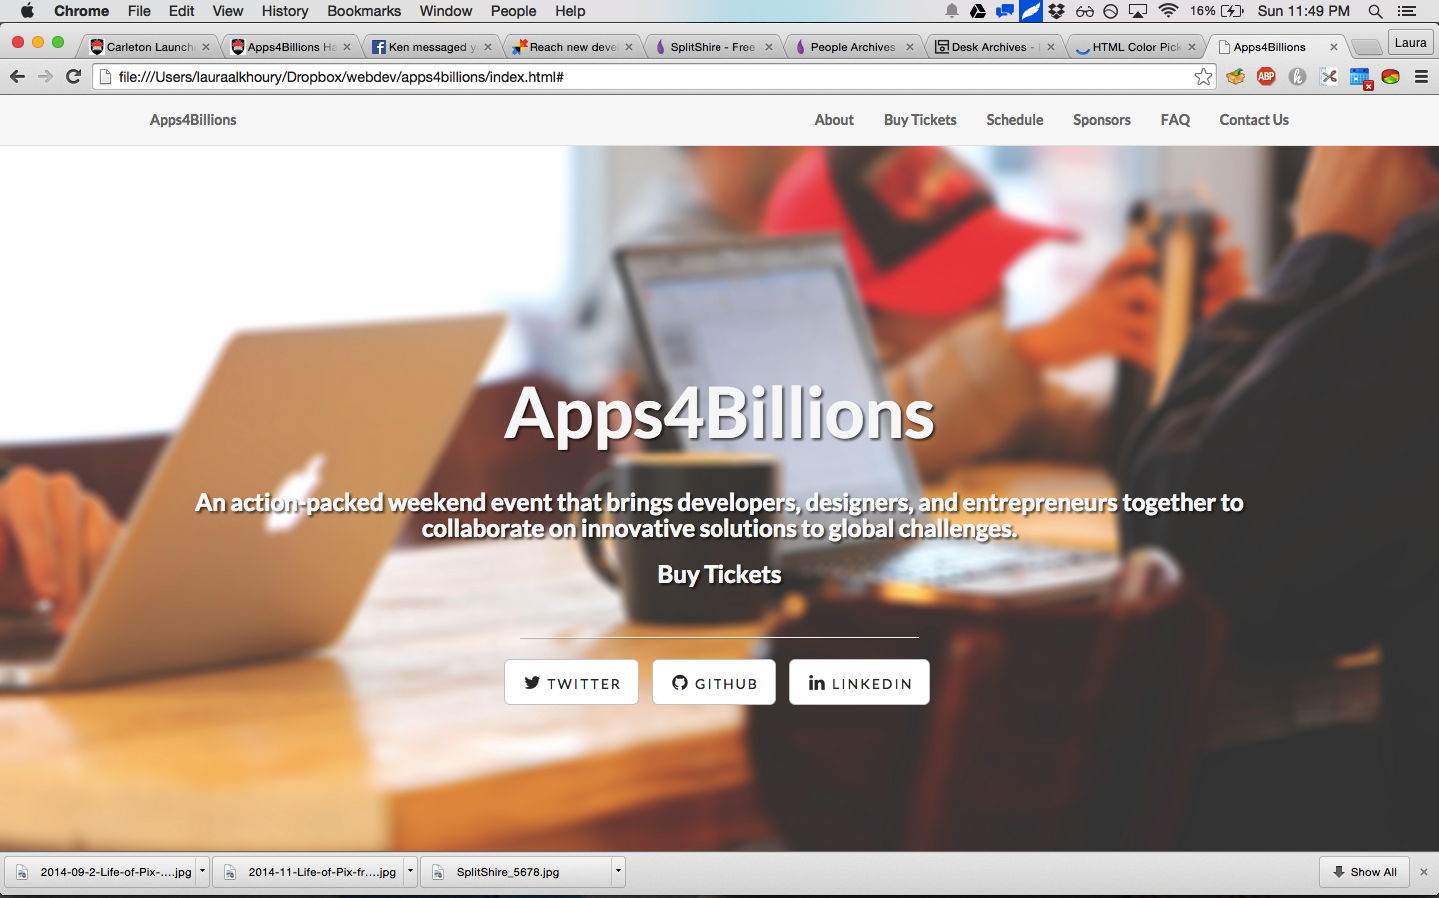 Chrome File Edit View History Bookmarks Window People Help 16% Sun 11:49 PM
Carleton Launch Apps4Billions Ha Ken messaged y Reach new deve SplitShire - Free People Archives Desk Archives - HTML Color Pick Apps4Billions Laura
file:///Users/lauraalkhoury/Dropbox/webdev/apps4billions/index.html# ABP
Apps4Billions About Buy Tickets Schedule Sponsors FAQ Contact Us
Apps4Billions
An action-packed weekend event that brings developers, designers, and entrepreneurs together to
collaborate on innovative solutions to global challenges.
Buy Tickets
TWITTER GITHUB LINKEDIN
2014-09-2-Life-of-Pix-....jpg 2014-11-Life-of-Pix-fr....jpg SplitShire_5678.jpg Show All